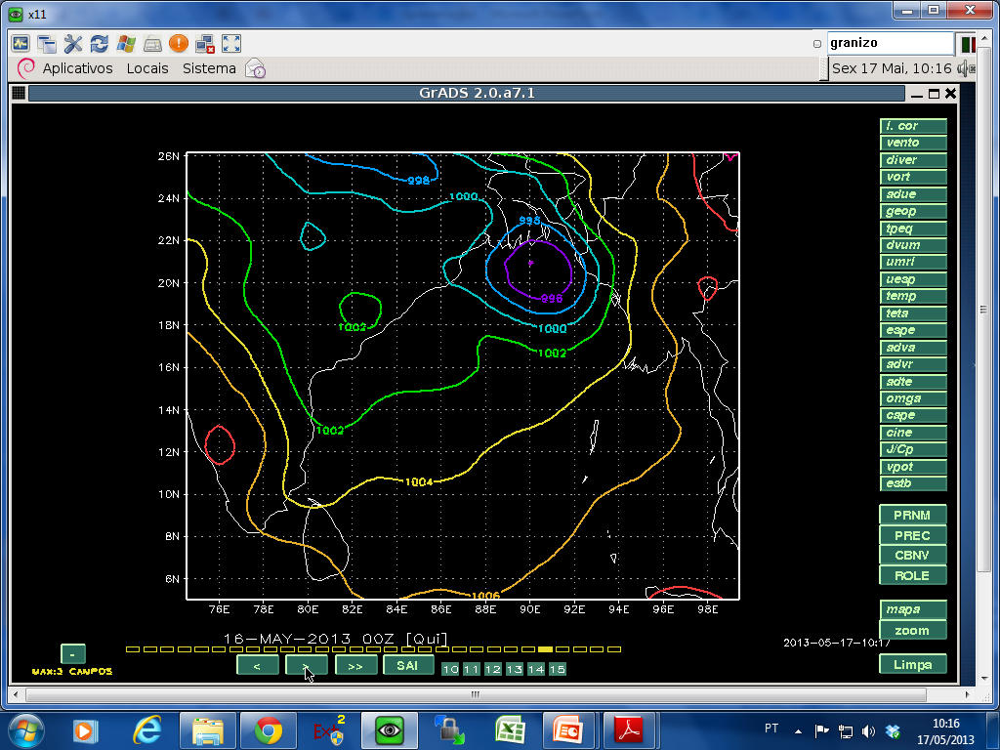 x11
granizo
Aplicativos Locais Sistema
Sex 17 Mai, 10:16
GrADS 2.0.a7.1
26N
24N
22N
20N
18N
16N
14N
12N
10N
8N
6N
998
1000
998
998
1000
1002
1002
1002
1004
1006
76E 78E 80E 82E 84E 86E 88E 90E 92E 94E 96E 98E
16-MAY-2013 00Z [Qui]
2013-05-17-10:17
-
MAX:3 CAMPOS
< > >> SAI 10 11 12 13 14 15
l. cor
vento
diver
vort
adue
geop
tpeq
dvum
umrl
uesp
temp
teta
espe
adva
advr
adte
omga
cape
cine
J/Cp
vpot
estb
PRNM
PREC
CBNV
ROLE
mapa
zoom
Limpa
Ext2
PT
10:16
17/05/2013